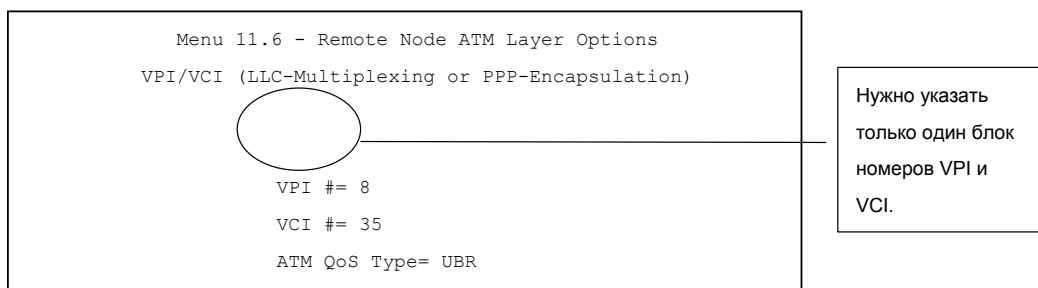 Menu 11.6 - Remote Node ATM Layer Options
VPI/VCI (LLC-Multiplexing or PPP-Encapsulation)
VPI #= 8
VCI #= 35
ATM QoS Type= UBR
Нужно указать
только один блок
номеров VPI и
VCI.